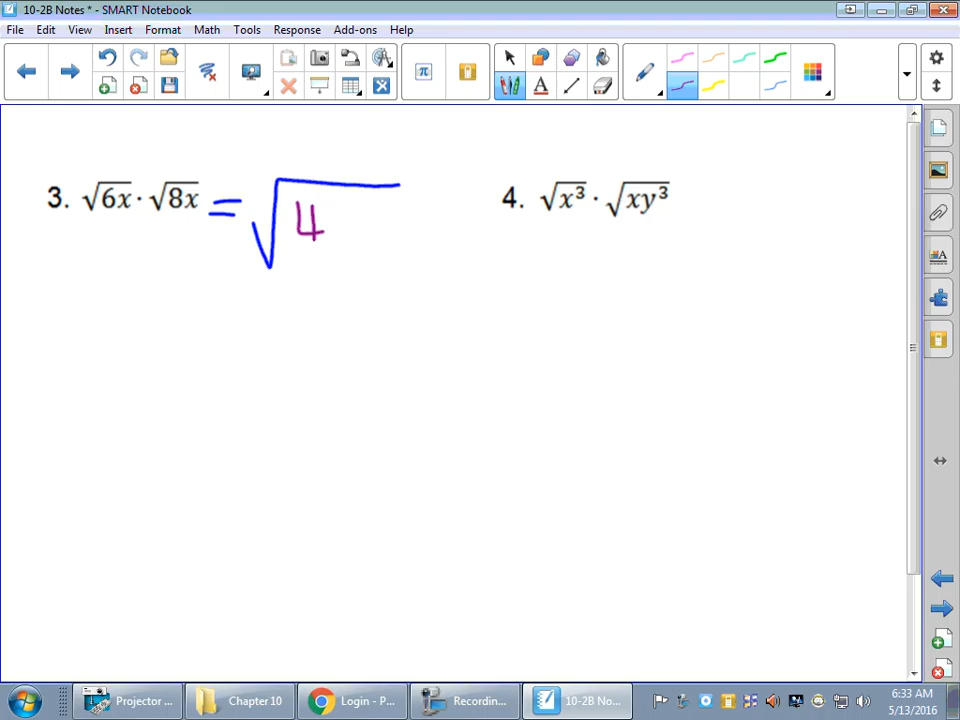 10-2B Notes * - SMART Notebook
File Edit View Insert Format Math Tools Response Add-ons Help
3. √6x · √8x = √4
4. √x³ · √xy³
Projector ... Chapter 10 Login - P... Recordin... 10-2B No... 6:33 AM
5/13/2016